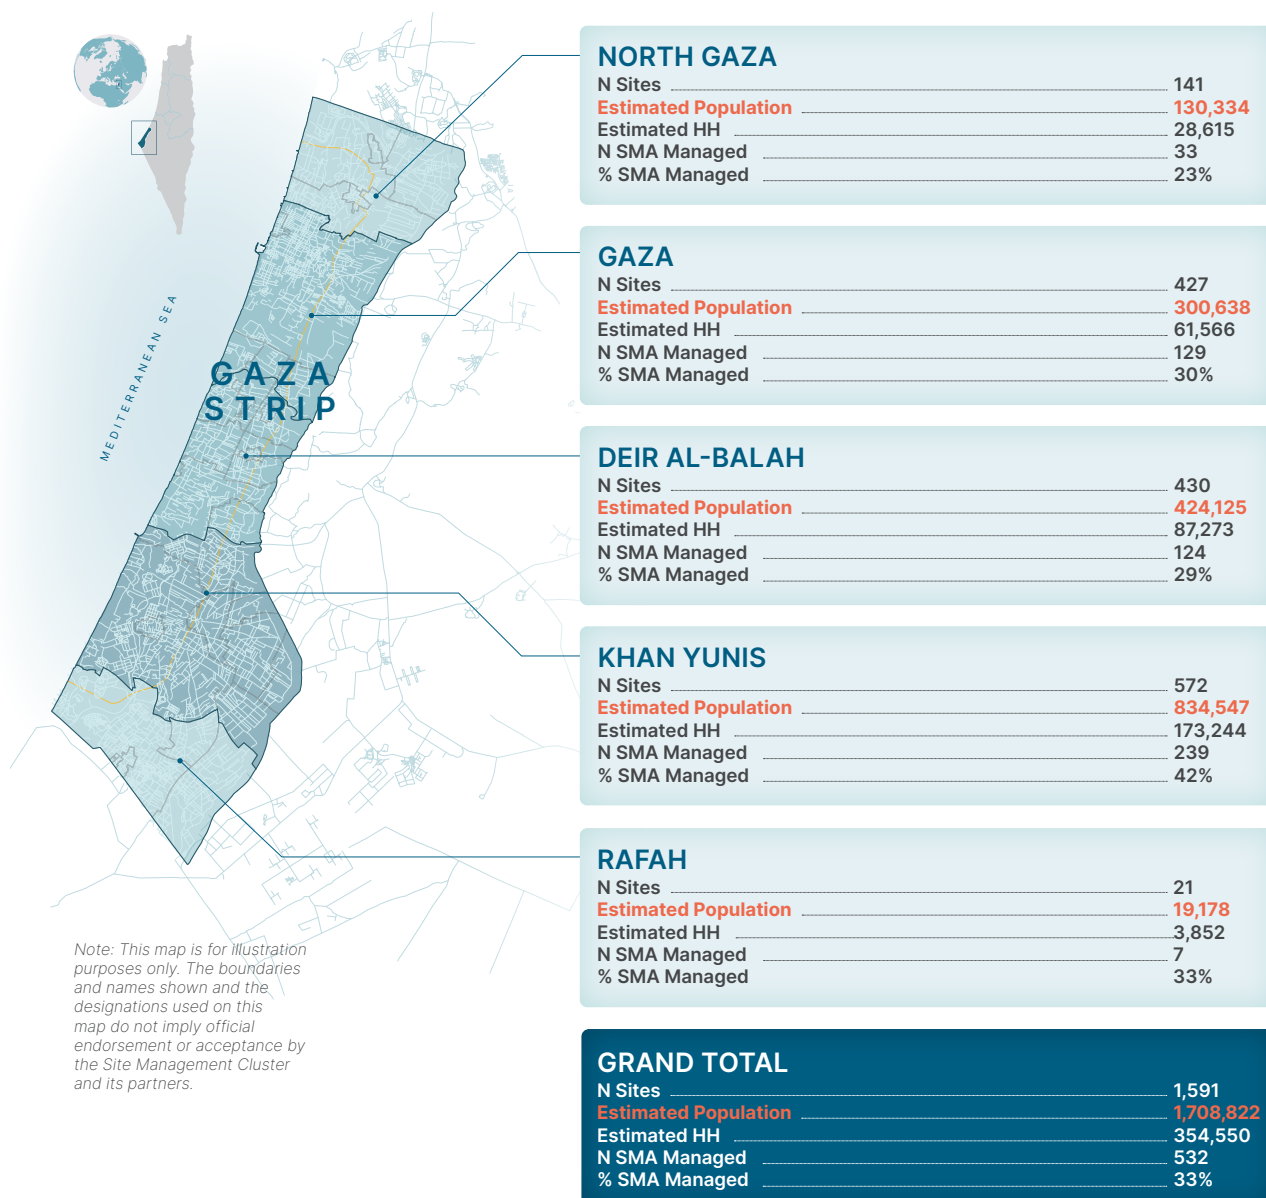 NORTH GAZA
N Sites 141
Estimated Population 130,334
Estimated HH 28,615
N SMA Managed 33
% SMA Managed 23%
GAZA
N Sites 427
Estimated Population 300,638
Estimated HH 61,566
N SMA Managed 129
% SMA Managed 30%
DEIR AL-BALAH
N Sites 430
Estimated Population 424,125
Estimated HH 87,273
N SMA Managed 124
% SMA Managed 29%
KHAN YUNIS
N Sites 572
Estimated Population 834,547
Estimated HH 173,244
N SMA Managed 239
% SMA Managed 42%
RAFAH
N Sites 21
Estimated Population 19,178
Estimated HH 3,852
N SMA Managed 7
% SMA Managed 33%
GRAND TOTAL
N Sites 1,591
Estimated Population 1,708,822
Estimated HH 354,550
N SMA Managed 532
% SMA Managed 33%
MEDITERRANEAN SEA
GAZA
STRIP
Note: This map is for illustration
purposes only. The boundaries
and names shown and the
designations used on this
map do not imply official
endorsement or acceptance by
the Site Management Cluster
and its partners.